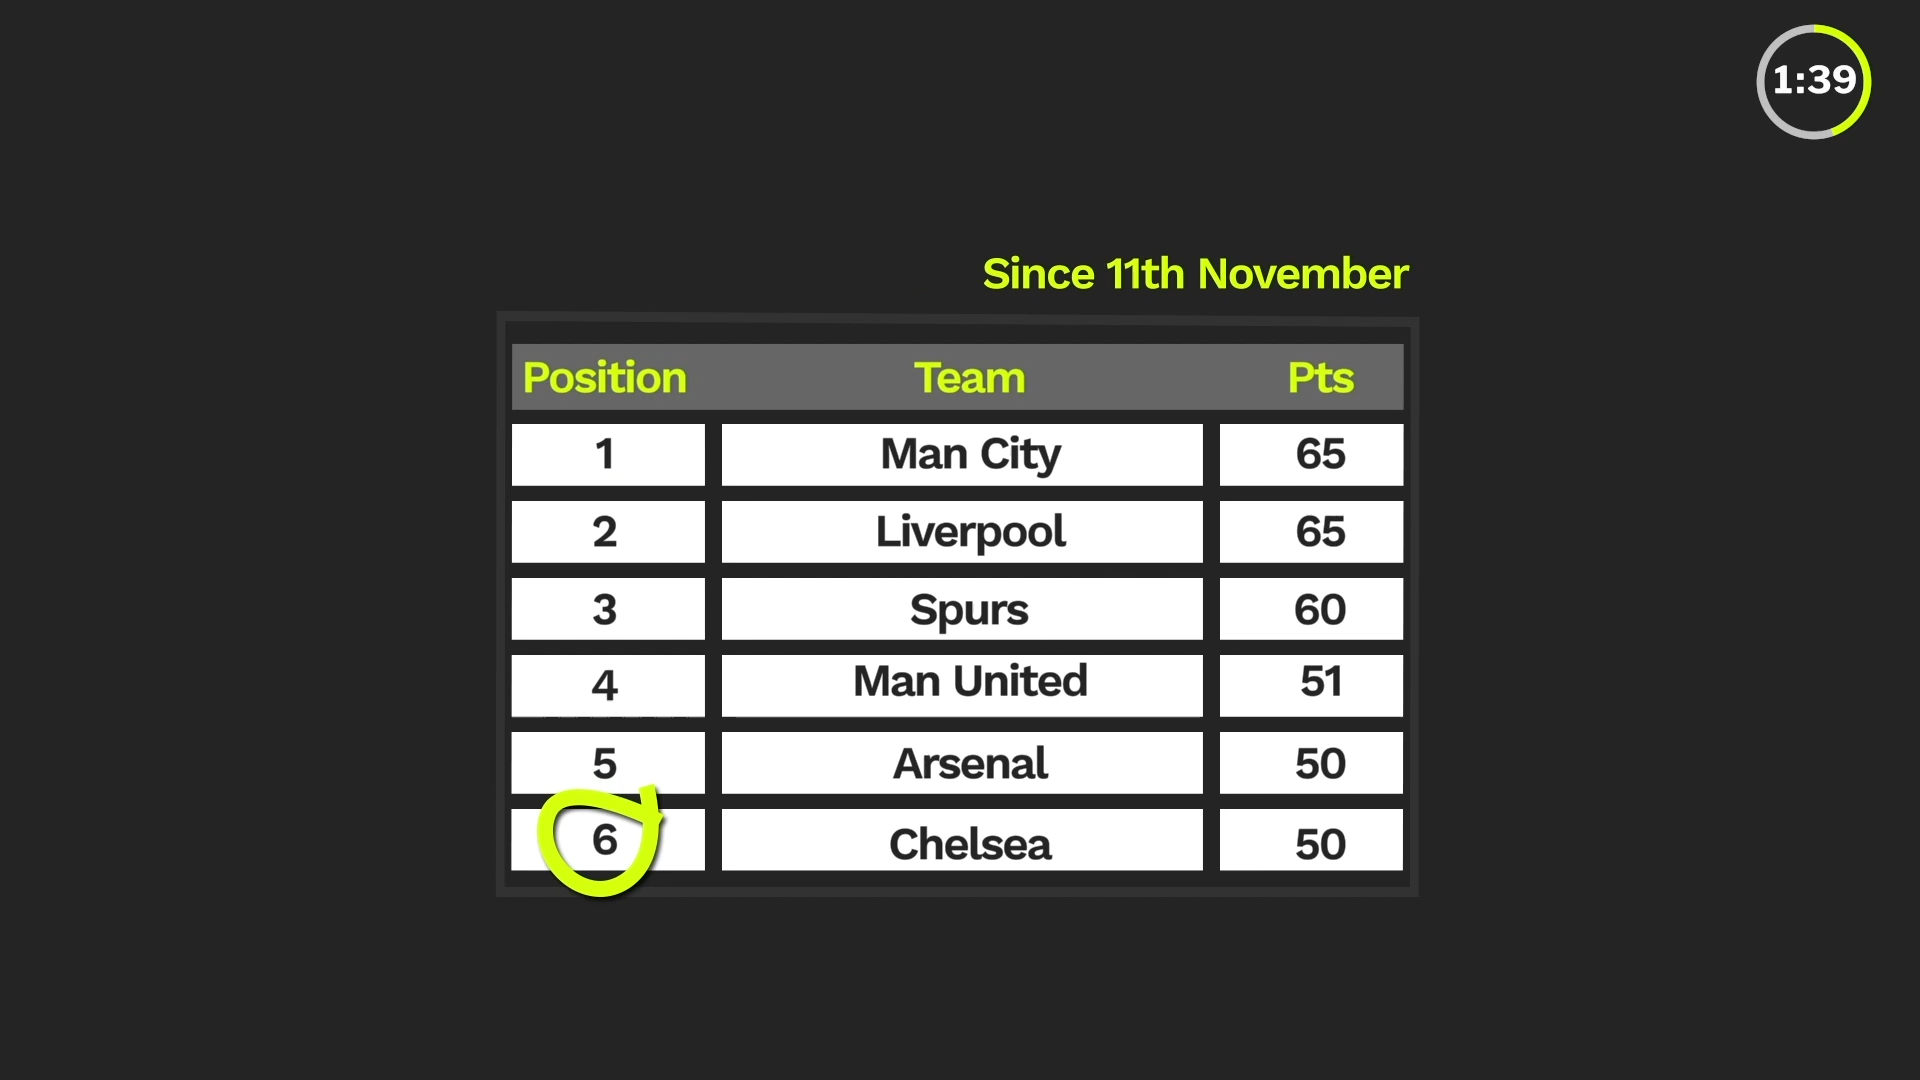 1:39
Since 11th November
Position Team Pts
1 Man City 65
2 Liverpool 65
3 Spurs 60
4 Man United 51
5 Arsenal 50
6 Chelsea 50